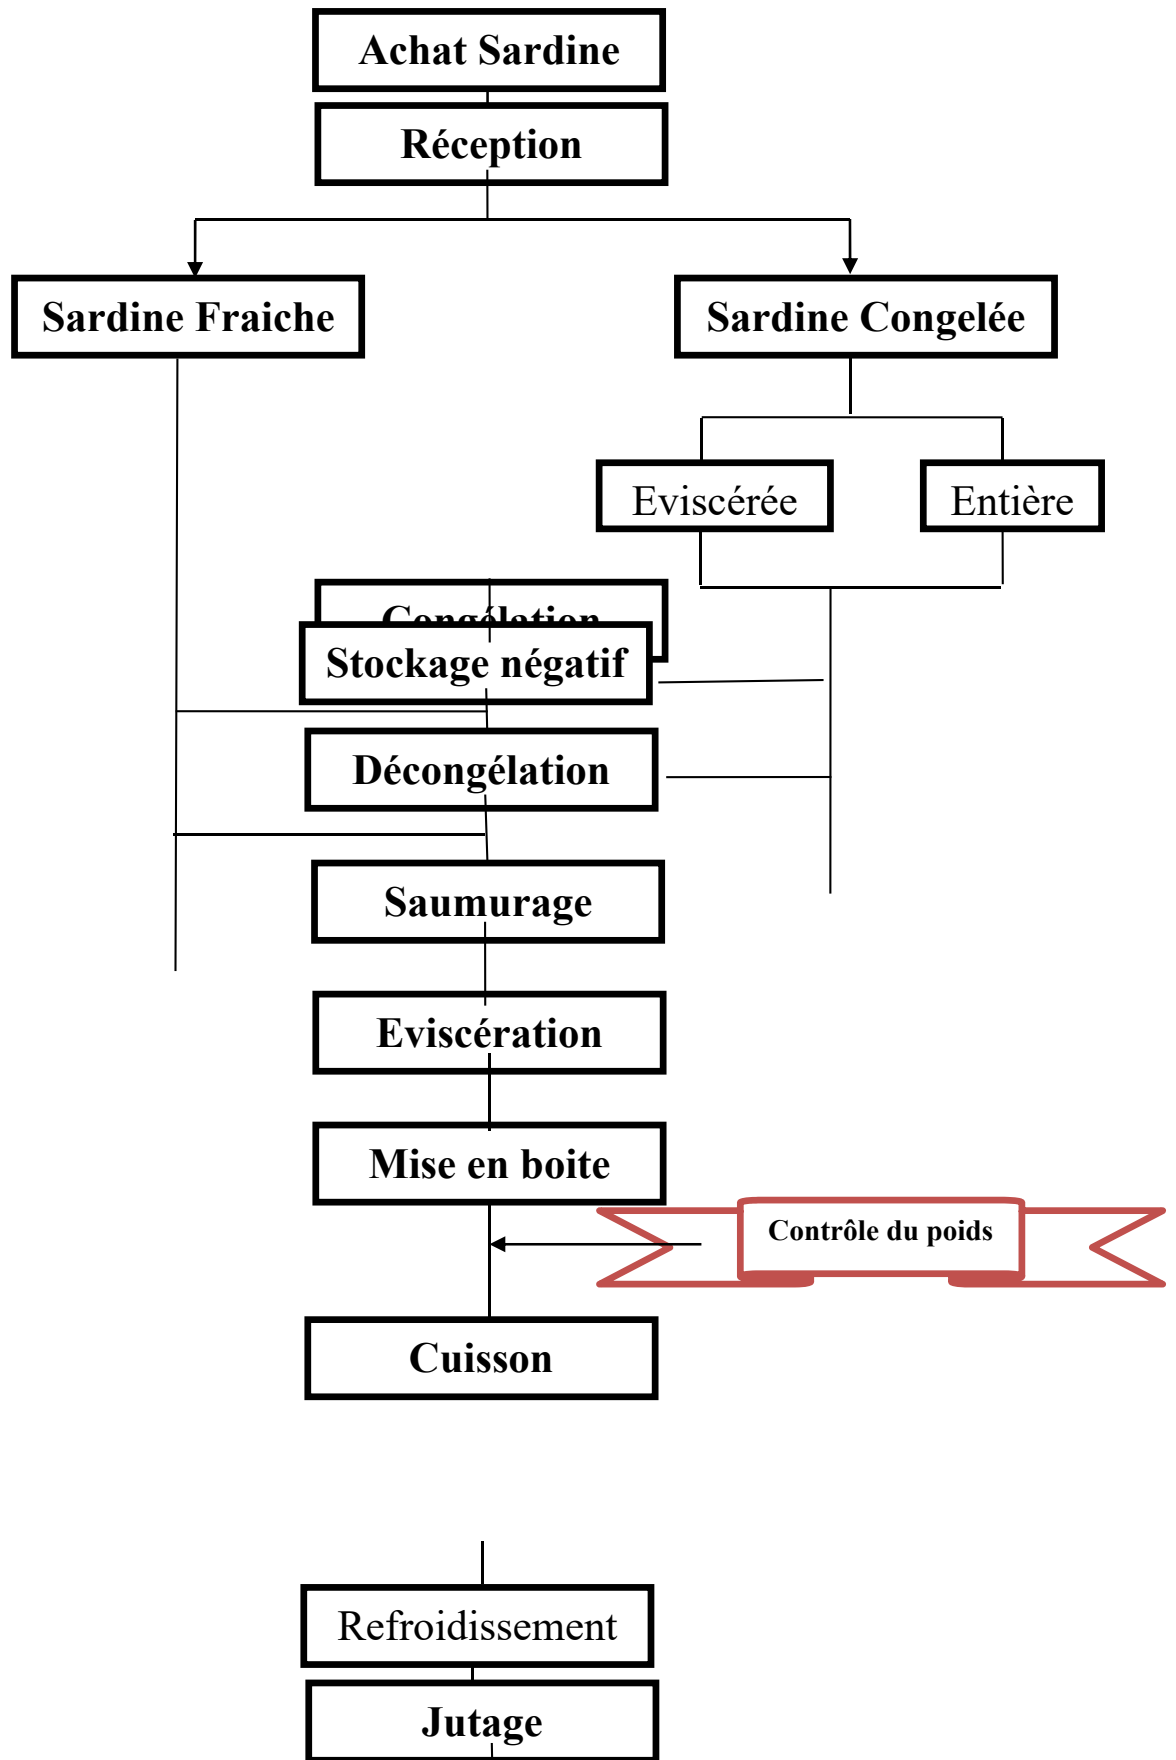 Achat Sardine
Réception
Sardine Fraiche
Sardine Congelée
Eviscérée
Entière
Congélation
Stockage négatif
Décongélation
Saumurage
Eviscération
Mise en boite
Contrôle du poids
Cuisson
Refroidissement
Jutage